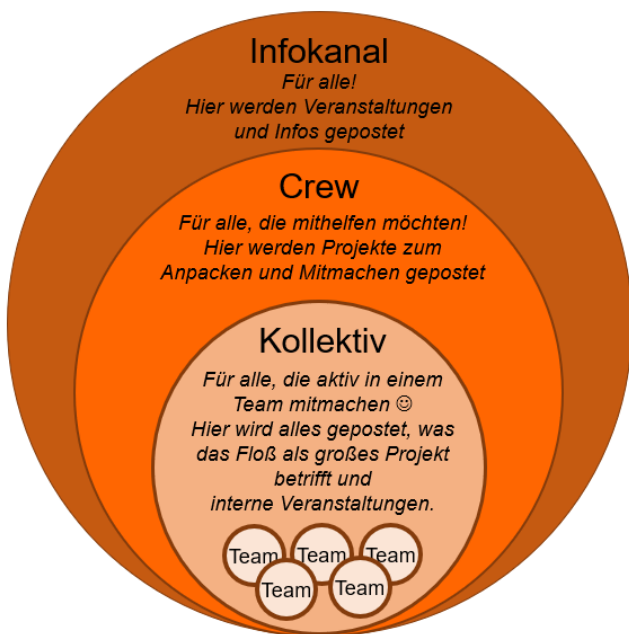 Infokanal
Für alle!
Hier werden Veranstaltungen
und Infos gepostet
Crew
Für alle, die mithelfen möchten!
Hier werden Projekte zum
Anpacken und Mitmachen gepostet
Kollektiv
Für alle, die aktiv in einem
Team mitmachen ☺
Hier wird alles gepostet, was
das Floß als großes Projekt
betrifft und
interne Veranstaltungen.
Team
Team
Team
Team
Team